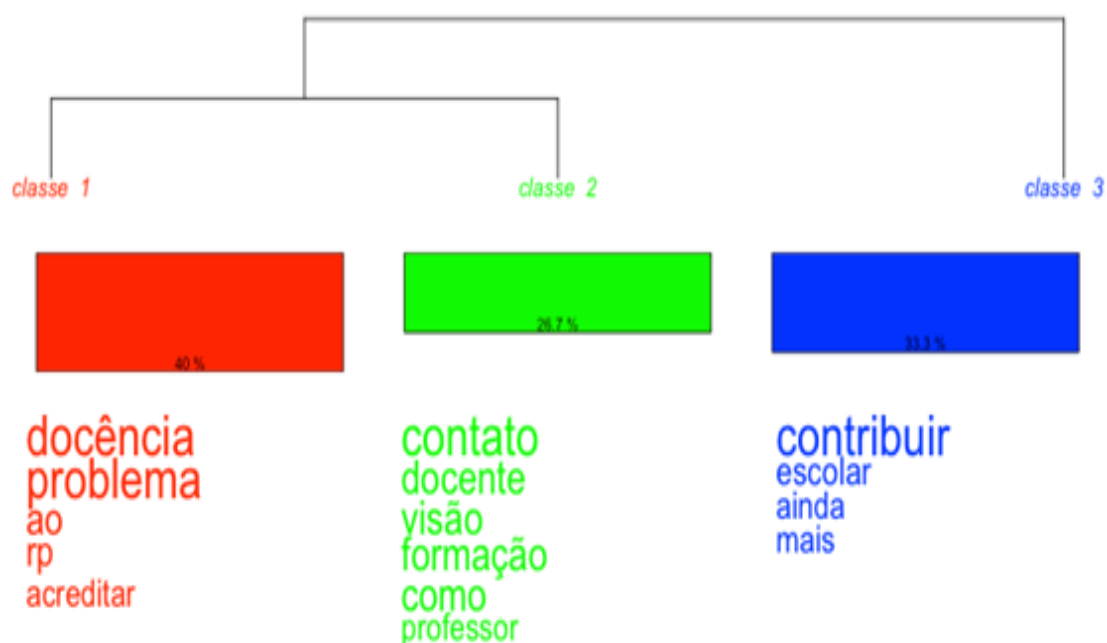 classe 1
classe 2
classe 3
40 %
26.7 %
33.3 %
docência
problema
ao
rp
acreditar
contato
docente
visão
formação
como
professor
contribuir
escolar
ainda
mais